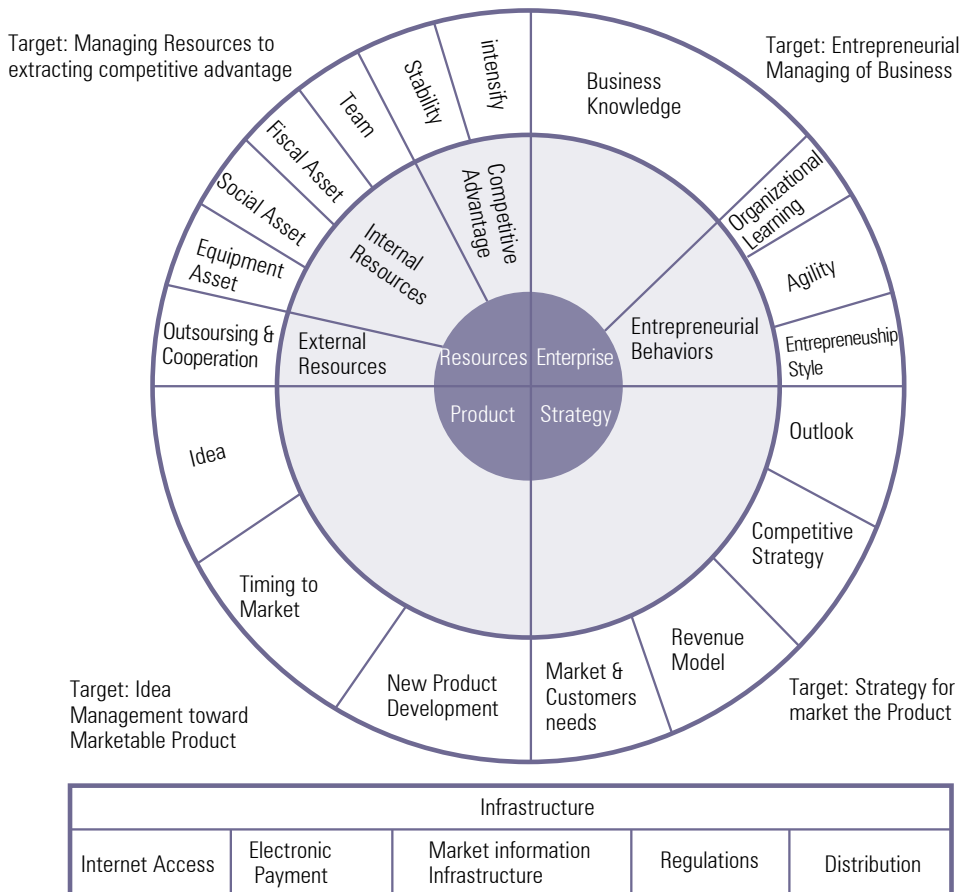 Target: Managing Resources to
extracting competitive advantage
Target: Entrepreneurial
Managing of Business
intensify
Stability
Team
Fiscal Asset
Social Asset
Equipment
Asset
Outsoursing &
Cooperation
Business
Knowledge
Organizational
Learning
Agility
Entrepreneuship
Style
Competitive
Advantage
Internal
Resources
External
Resources
Entrepreneurial
Behaviors
Resources
Enterprise
Product
Strategy
Idea
Timing to
Market
New Product
Development
Market &
Customers
needs
Revenue
Model
Competitive
Strategy
Outlook
Target: Idea
Management toward
Marketable Product
Target: Strategy for
market the Product
Infrastructure
Internet Access
Electronic
Payment
Market information
Infrastructure
Regulations
Distribution